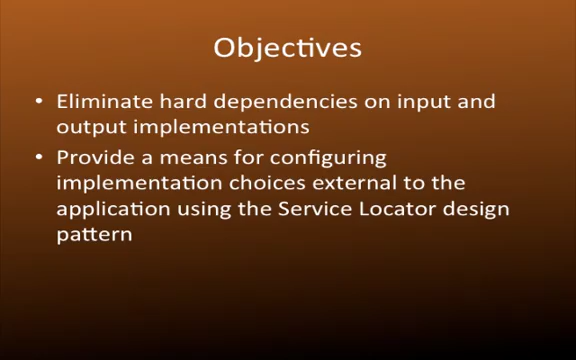 Objectives
• Eliminate hard dependencies on input and
output implementations
• Provide a means for configuring
implementation choices external to the
application using the Service Locator design
pattern